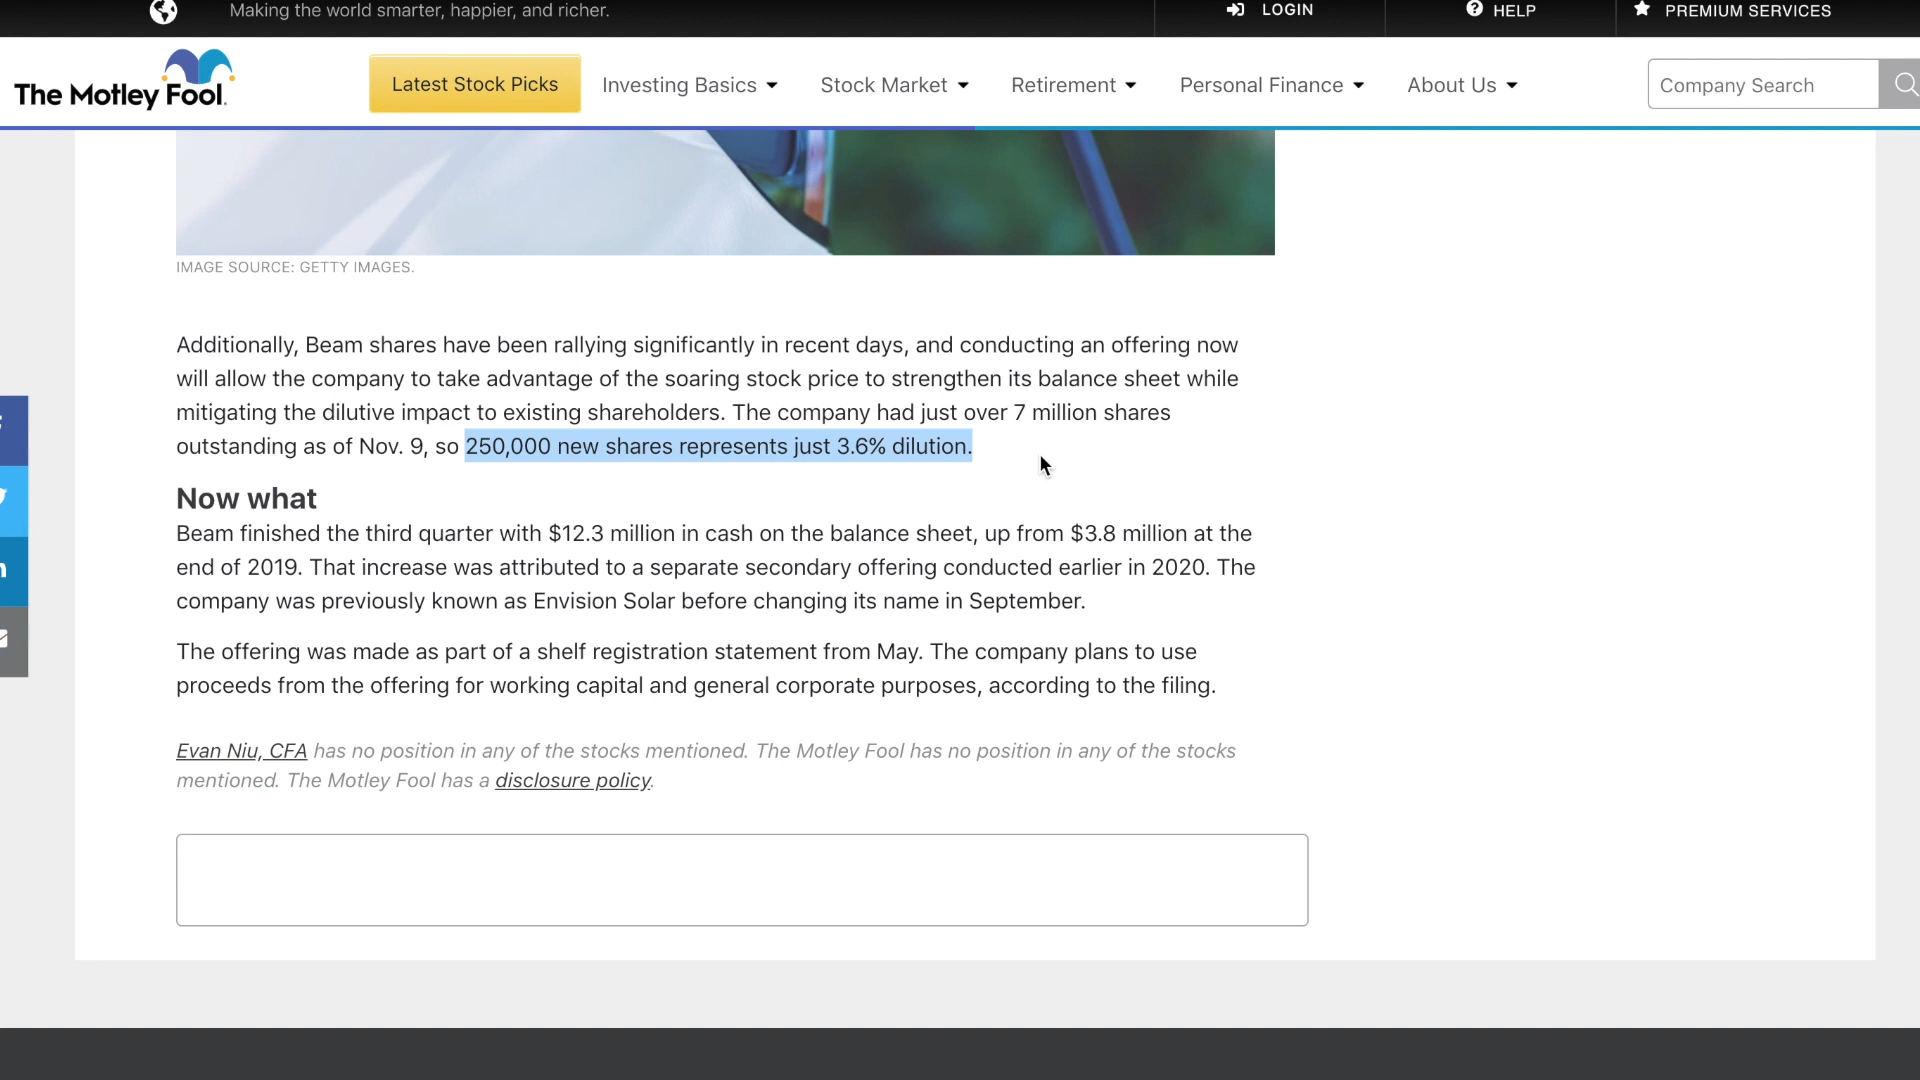 Making the world smarter, happier, and richer.
LOGIN
HELP
PREMIUM SERVICES
The Motley Fool.
Latest Stock Picks
Investing Basics
Stock Market
Retirement
Personal Finance
About Us
Company Search
IMAGE SOURCE: GETTY IMAGES.
Additionally, Beam shares have been rallying significantly in recent days, and conducting an offering now
will allow the company to take advantage of the soaring stock price to strengthen its balance sheet while
mitigating the dilutive impact to existing shareholders. The company had just over 7 million shares
outstanding as of Nov. 9, so 250,000 new shares represents just 3.6% dilution.
Now what
Beam finished the third quarter with $12.3 million in cash on the balance sheet, up from $3.8 million at the
end of 2019. That increase was attributed to a separate secondary offering conducted earlier in 2020. The
company was previously known as Envision Solar before changing its name in September.
The offering was made as part of a shelf registration statement from May. The company plans to use
proceeds from the offering for working capital and general corporate purposes, according to the filing.
Evan Niu, CFA has no position in any of the stocks mentioned. The Motley Fool has no position in any of the stocks
mentioned. The Motley Fool has a disclosure policy.